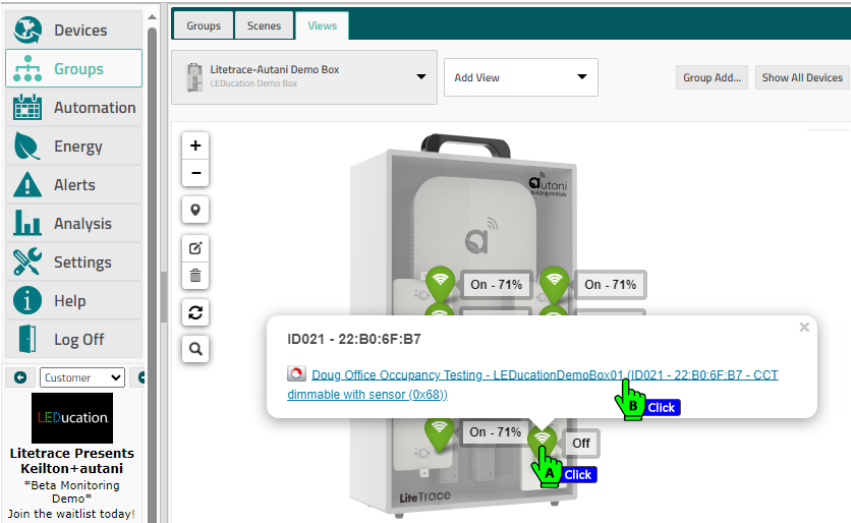 Devices
Groups
Automation
Energy
Alerts
Analysis
Settings
Help
Log Off
Customer
LEDucation
Litetrace Presents
Keilton+autani
*Beta Monitoring
Demo*
Join the waitlist today!
Groups
Scenes
Views
Litetrace-Autani Demo Box
LEDucation Demo Box
Add View
Group Add...
Show All Devices
+
−
autani
buildingcontrols
a
On - 71%
On - 71%
ID021 - 22:B0:6F:B7
×
Doug Office Occupancy Testing - LEDucationDemoBox01 (ID021 - 22:B0:6F:B7 - CCT
dimmable with sensor (0x68))
B Click
On - 71%
Off
A Click
LiteTrace